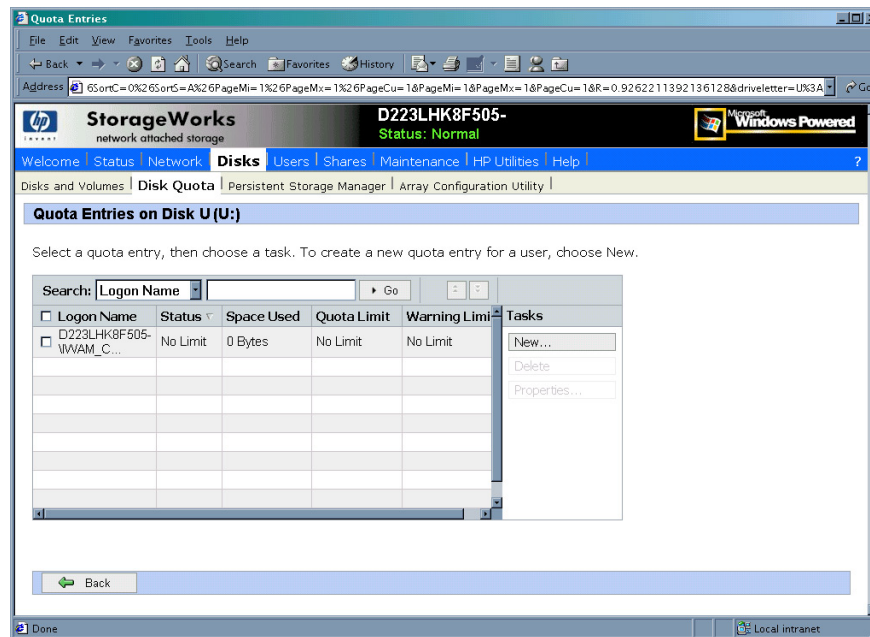 Quota Entries
File Edit View Favorites Tools Help
Back Search Favorites History
Address 6SortC=0%26SortS=A%26PageMi=1%26PageMx=1%26PageCu=1&PageMi=1&PageMx=1&PageCu=1&R=0.9262211392136128&driveletter=U%3A Go
hp StorageWorks D223LHK8F505- Microsoft Windows Powered
invent network attached storage Status: Normal
Welcome Status Network Disks Users Shares Maintenance HP Utilities Help ?
Disks and Volumes Disk Quota Persistent Storage Manager Array Configuration Utility
Quota Entries on Disk U (U:)
Select a quota entry, then choose a task. To create a new quota entry for a user, choose New.
Search: Logon Name Go
Logon Name Status Space Used Quota Limit Warning Limi Tasks
D223LHK8F505-\IWAM_C... No Limit 0 Bytes No Limit No Limit New...
Delete
Properties...
Back
Done Local intranet